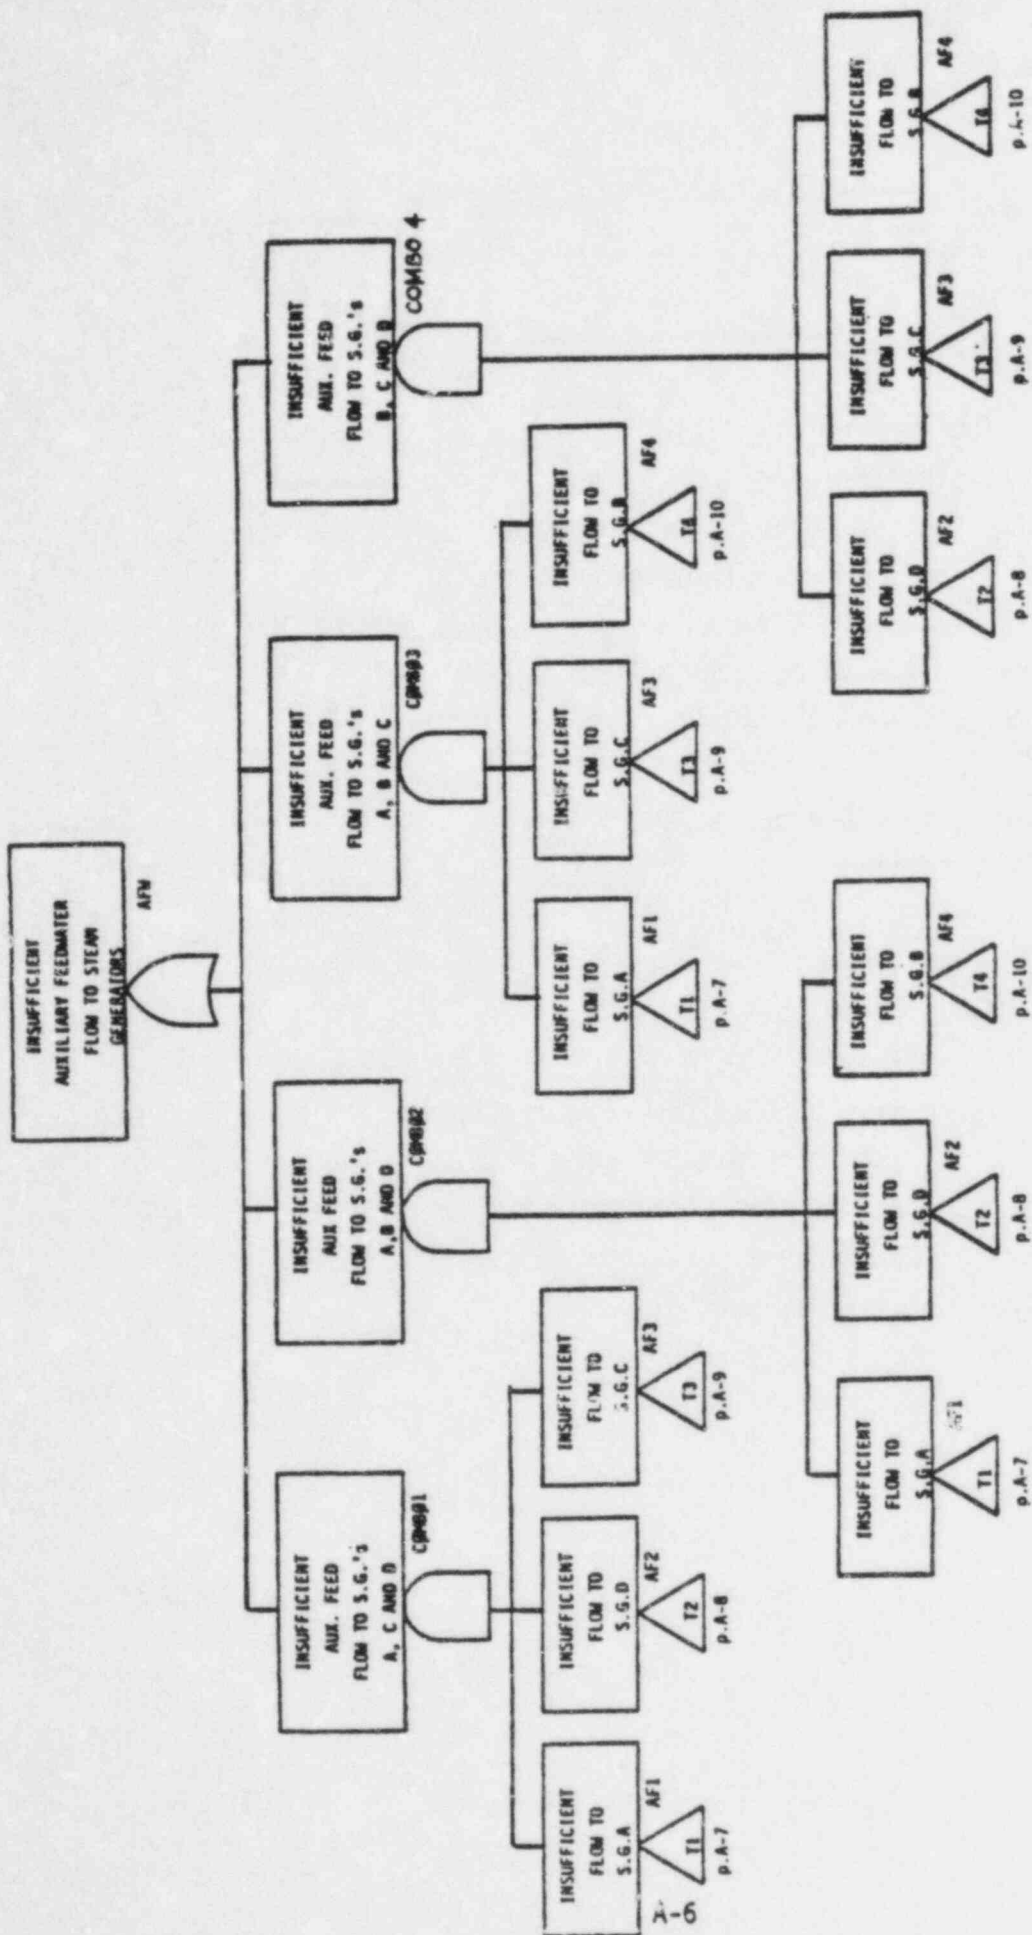 INSUFFICIENT
AUXILIARY FEEDWATER
FLOW TO STEAM
GENERATORS
AFW
INSUFFICIENT
AUX. FEED
FLOW TO S.G.'s
A, C AND D
CØMBØ1
INSUFFICIENT
AUX FEED
FLOW TO S.G.'s
A,B AND D
CØMBØ2
INSUFFICIENT
AUX. FEED
FLOW TO S.G.'s
A, B AND C
CØMBØ3
INSUFFICIENT
AUX. FEED
FLOW TO S.G.'s
B, C AND D
COMBO 4
INSUFFICIENT
FLOW TO
S.G.A
AF1
T1
p.A-7
INSUFFICIENT
FLOW TO
S.G.D
AF2
T2
p.A-8
INSUFFICIENT
FLOW TO
S.G.C
AF3
T3
p.A-9
INSUFFICIENT
FLOW TO
S.G.A
AF1
T1
p.A-7
INSUFFICIENT
FLOW TO
S.G.D
AF2
T2
p.A-8
INSUFFICIENT
FLOW TO
S.G.B
AF4
T4
p.A-10
INSUFFICIENT
FLOW TO
S.G.A
AF1
T1
p.A-7
INSUFFICIENT
FLOW TO
S.G.C
AF3
T3
p.A-9
INSUFFICIENT
FLOW TO
S.G.B
AF4
T4
p.A-10
INSUFFICIENT
FLOW TO
S.G.D
AF2
T2
p.A-8
INSUFFICIENT
FLOW TO
S.G.C
AF3
T3
p.A-9
INSUFFICIENT
FLOW TO
S.G.B
AF4
T4
p.A-10